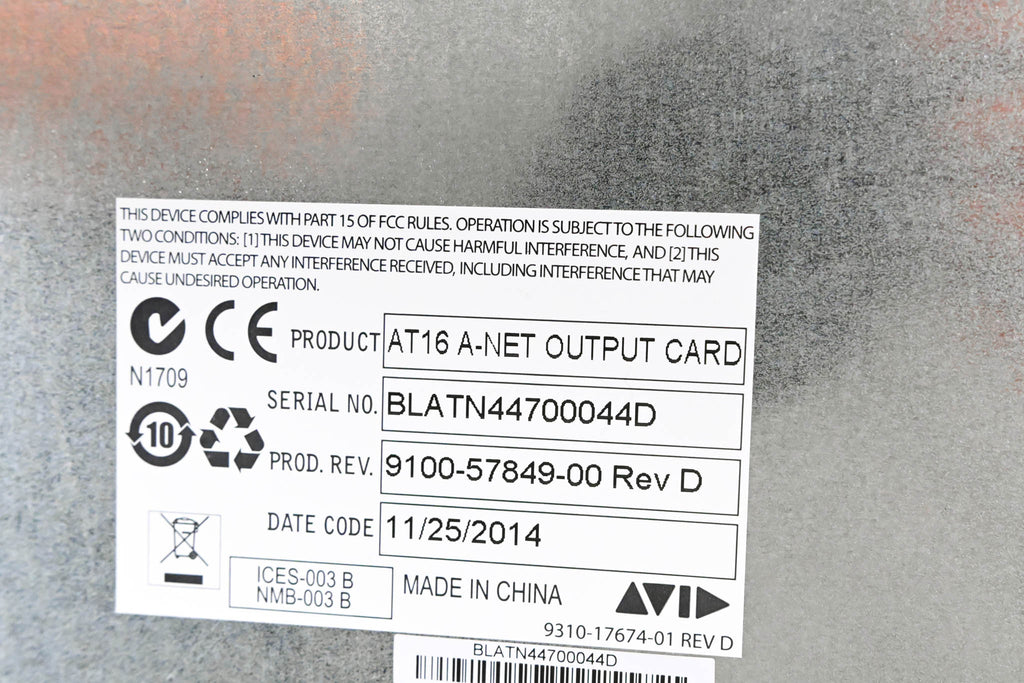 THIS DEVICE COMPLIES WITH PART 15 OF FCC RULES. OPERATION IS SUBJECT TO THE FOLLOWING
TWO CONDITIONS: [1] THIS DEVICE MAY NOT CAUSE HARMFUL INTERFERENCE, AND [2] THIS
DEVICE MUST ACCEPT ANY INTERFERENCE RECEIVED, INCLUDING INTERFERENCE THAT MAY
CAUSE UNDESIRED OPERATION.
CE PRODUCT AT16 A-NET OUTPUT CARD
N1709
SERIAL NO. BLATN44700044D
10
PROD. REV. 9100-57849-00 Rev D
DATE CODE 11/25/2014
ICES-003 B
NMB-003 B
MADE IN CHINA
AVID
9310-17674-01 REV D
BLATN44700044D